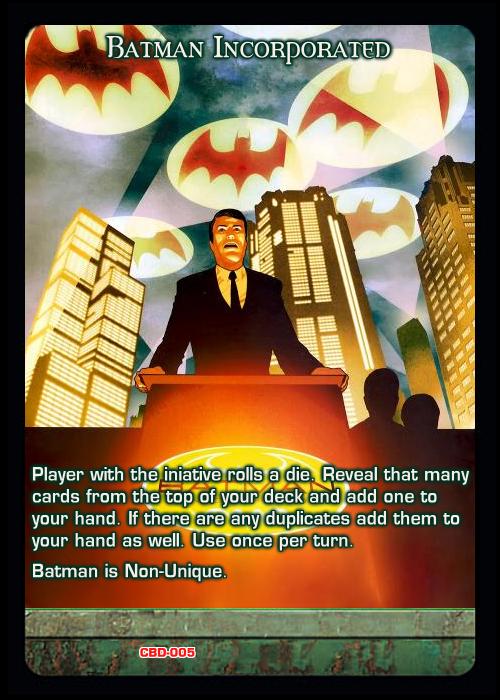 Batman Incorporated
Player with the iniative rolls a die. Reveal that many
cards from the top of your deck and add one to
your hand. If there are any duplicates add them to
your hand as well. Use once per turn.
Batman is Non-Unique.
CBD-005